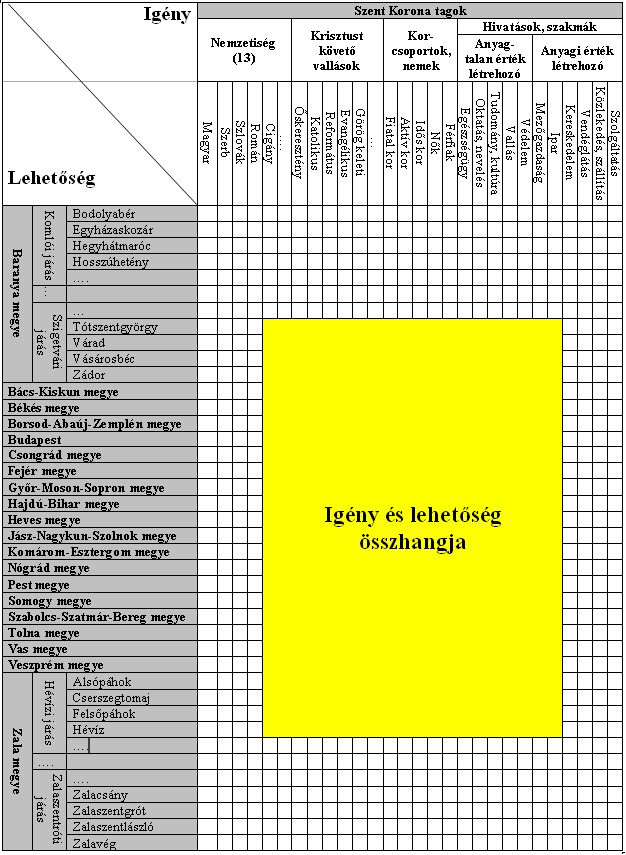 Igény
Lehetőség
Szent Korona tagok
Nemzetiség
(13)
Krisztust
követő
vallások
Kor-
csoportok,
nemek
Hivatások, szakmák
Anyag-
talan érték
létrehozó
Anyagi érték
létrehozó
Magyar
Szerb
Szlovák
Román
Cigány
....
Őskeresztény
Katolikus
Református
Evangélikus
Görög keleti
...
Fiatal kor
Aktív kor
Idős kor
Nők
Férfiak
Egészségügy
Oktatás, nevelés
Tudomány, kultúra
Vallás
Védelem
Mezőgazdaság
Ipar
Kereskedelem
Vendéglátás
Közlekedés, szállítás
Szolgáltatás
Baranya megye
Komlói járás
Bodolyabér
Egyházaskozár
Hegyhátmaróc
Hosszúhetény
....
...
Szigetvári
járás
...
Tótszentgyörgy
Várad
Vásárosbéc
Zádor
Bács-Kiskun megye
Békés megye
Borsod-Abaúj-Zemplén megye
Budapest
Csongrád megye
Fejér megye
Győr-Moson-Sopron megye
Hajdú-Bihar megye
Heves megye
Jász-Nagykun-Szolnok megye
Komárom-Esztergom megye
Nógrád megye
Pest megye
Somogy megye
Szabolcs-Szatmár-Bereg megye
Tolna megye
Vas megye
Veszprém megye
Zala megye
Hévízi járás
Alsópáhok
Cserszegtomaj
Felsőpáhok
Hévíz
....
....
Zalaszentróti
járás
....
Zalacsány
Zalaszentgrót
Zalaszentlászló
Zalavég
Igény és lehetőség
összhangja